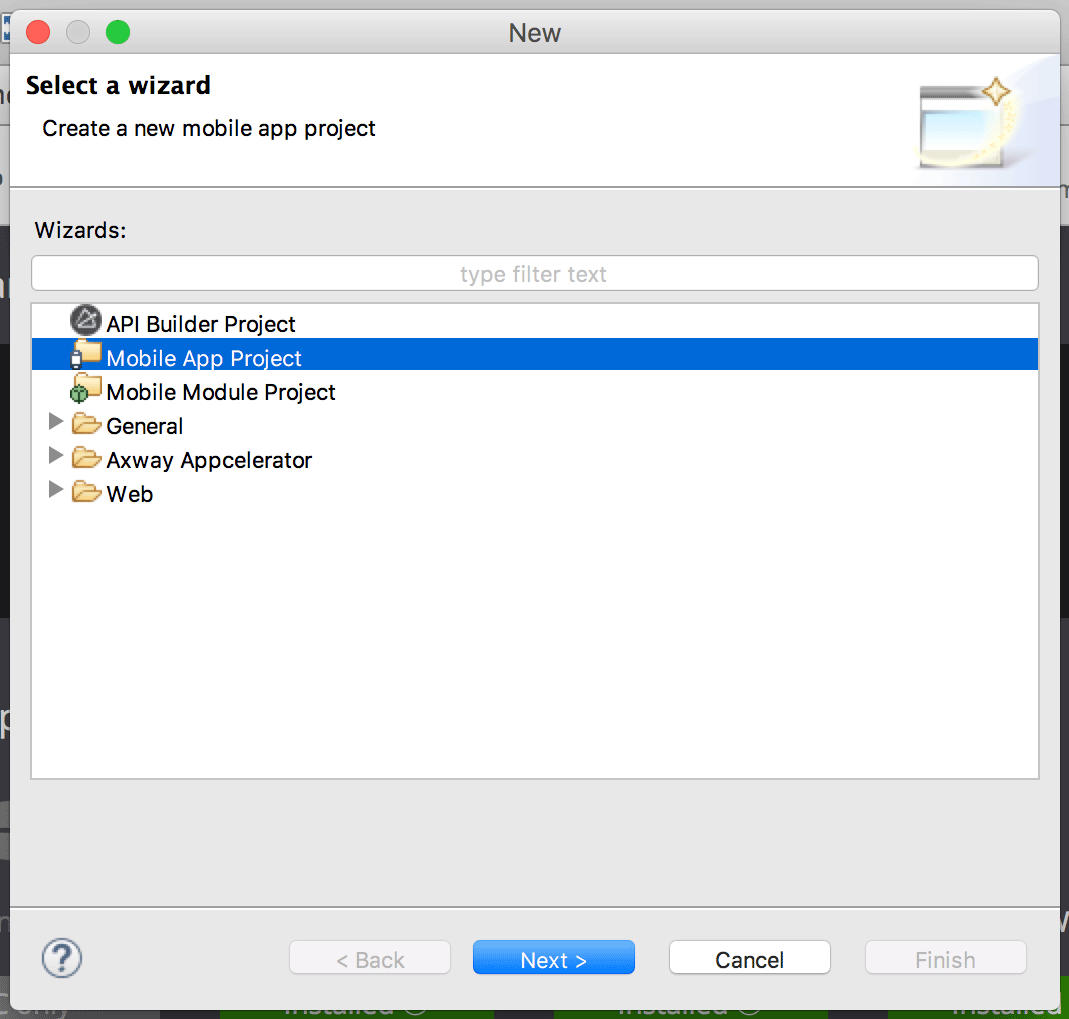 New
Select a wizard
Create a new mobile app project
Wizards:
type filter text
API Builder Project
Mobile App Project
Mobile Module Project
General
Axway Appcelerator
Web
?
< Back
Next >
Cancel
Finish
only